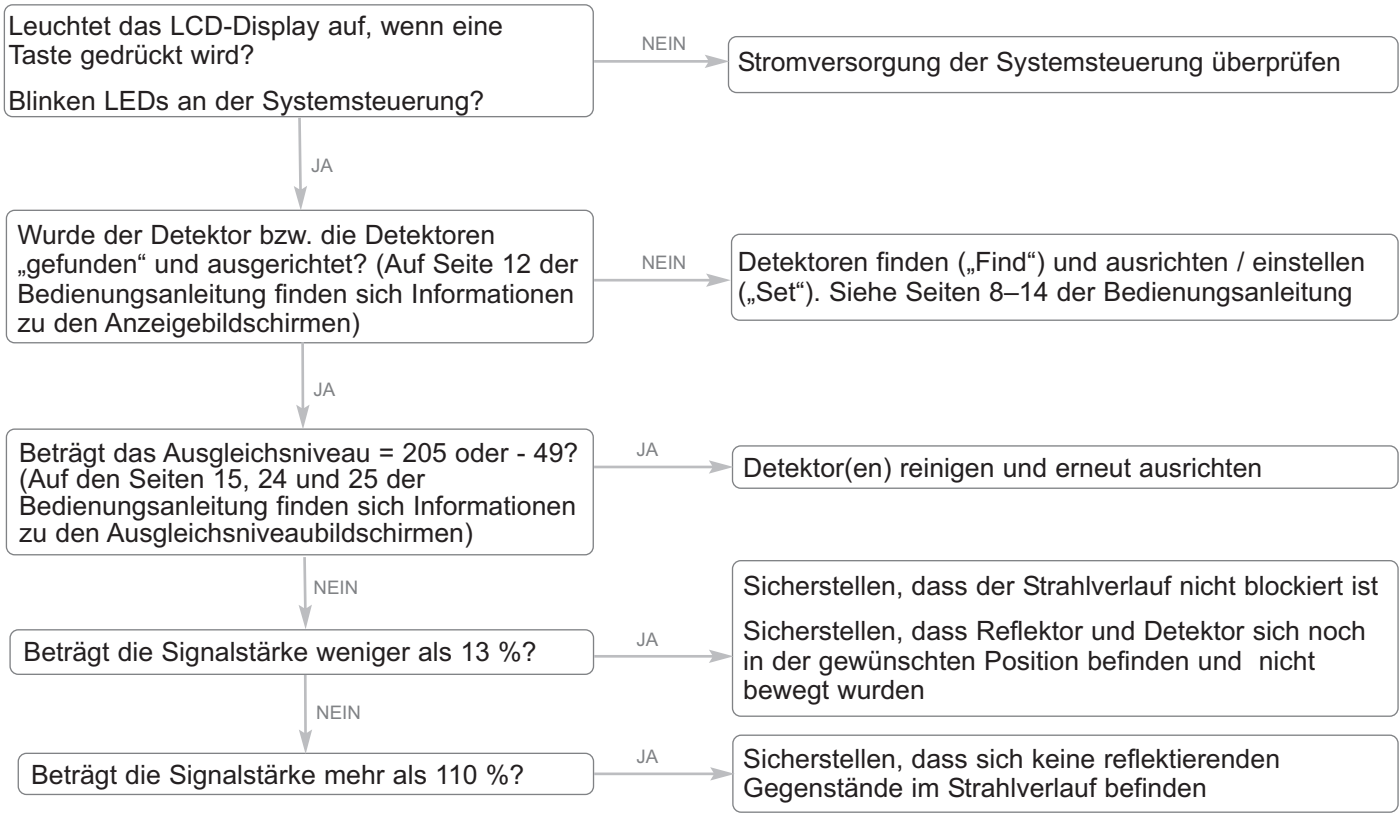 Leuchtet das LCD-Display auf, wenn eine
Taste gedrückt wird?
Blinken LEDs an der Systemsteuerung?
NEIN
Stromversorgung der Systemsteuerung überprüfen
JA
Wurde der Detektor bzw. die Detektoren
„gefunden“ und ausgerichtet? (Auf Seite 12 der
Bedienungsanleitung finden sich Informationen
zu den Anzeigebildschirmen)
NEIN
Detektoren finden („Find“) und ausrichten / einstellen
(„Set“). Siehe Seiten 8–14 der Bedienungsanleitung
JA
Beträgt das Ausgleichsniveau = 205 oder - 49?
(Auf den Seiten 15, 24 und 25 der
Bedienungsanleitung finden sich Informationen
zu den Ausgleichsniveaubildschirmen)
JA
Detektor(en) reinigen und erneut ausrichten
NEIN
Beträgt die Signalstärke weniger als 13 %?
JA
Sicherstellen, dass der Strahlverlauf nicht blockiert ist
Sicherstellen, dass Reflektor und Detektor sich noch
in der gewünschten Position befinden und nicht
bewegt wurden
NEIN
Beträgt die Signalstärke mehr als 110 %?
JA
Sicherstellen, dass sich keine reflektierenden
Gegenstände im Strahlverlauf befinden